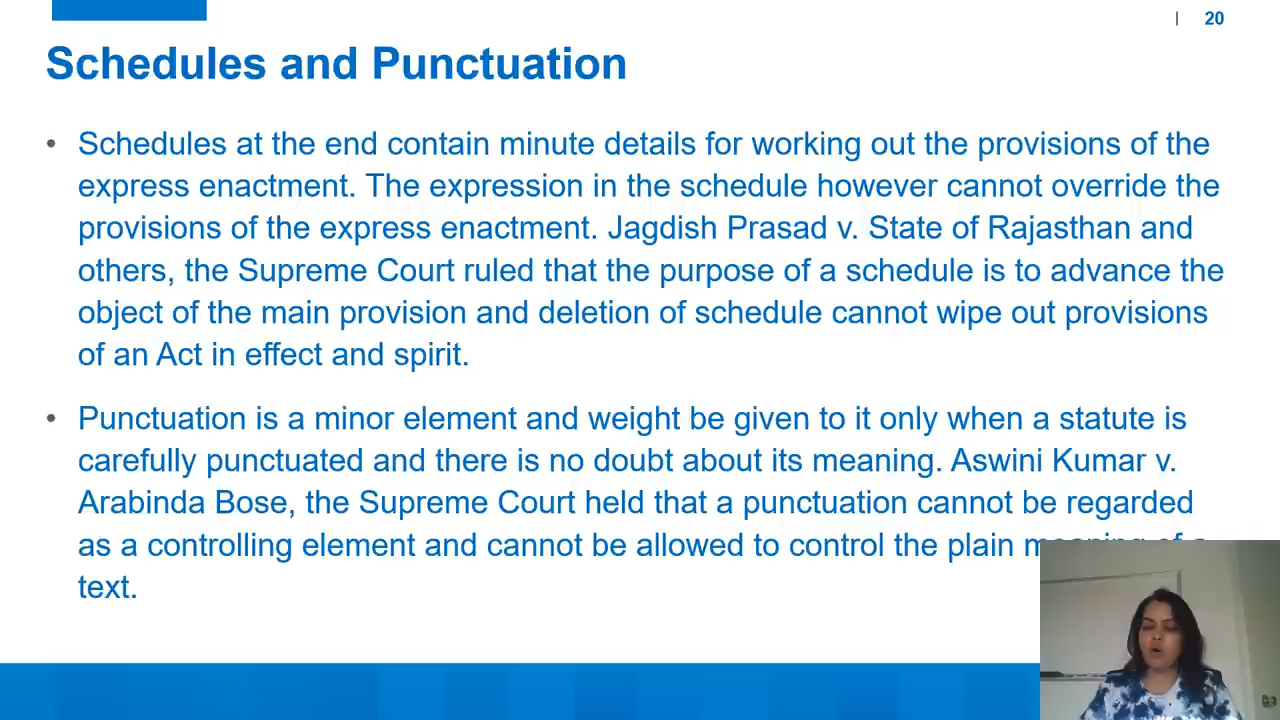 | 20
Schedules and Punctuation
• Schedules at the end contain minute details for working out the provisions of the
express enactment. The expression in the schedule however cannot override the
provisions of the express enactment. Jagdish Prasad v. State of Rajasthan and
others, the Supreme Court ruled that the purpose of a schedule is to advance the
object of the main provision and deletion of schedule cannot wipe out provisions
of an Act in effect and spirit.
• Punctuation is a minor element and weight be given to it only when a statute is
carefully punctuated and there is no doubt about its meaning. Aswini Kumar v.
Arabinda Bose, the Supreme Court held that a punctuation cannot be regarded
as a controlling element and cannot be allowed to control the plain
text.